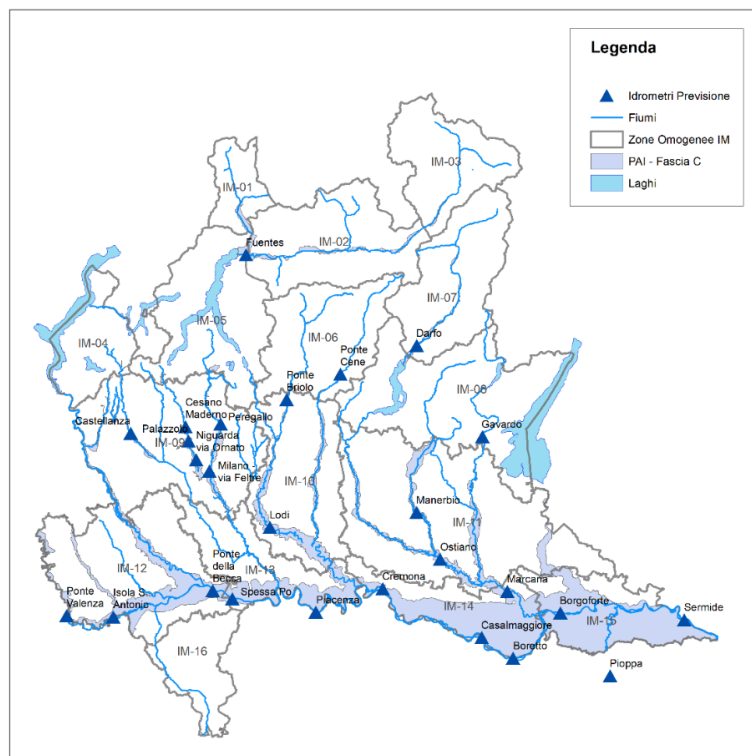 Legenda
Idrometri Previsione
Fiumi
Zone Omogenee IM
PAI - Fascia C
Laghi
IM-03
IM-01
IM-02
Fuentes
IM-07
IM-05
IM-04
IM-06
Darfo
Ponte
Cene
Ponte
Briolo
IM-08
Cesano
Maderno
Peregallo
Castellanza
Palazzolo
Gavardo
IM-09
Niguarda
via Ornato
Milano -
via Feltre
IM-10
Manerbio
IM-11
Lodi
Ostiano
IM-12
Ponte
della
Becca
IM-13
Isola S.
Antonio
Ponte
Valenza
Spessa Po
Piacenza
Cremona
Marcaria
IM-14
Borgoforte
IM-15
Sermide
Casalmaggiore
Boretto
IM-16
Pioppa